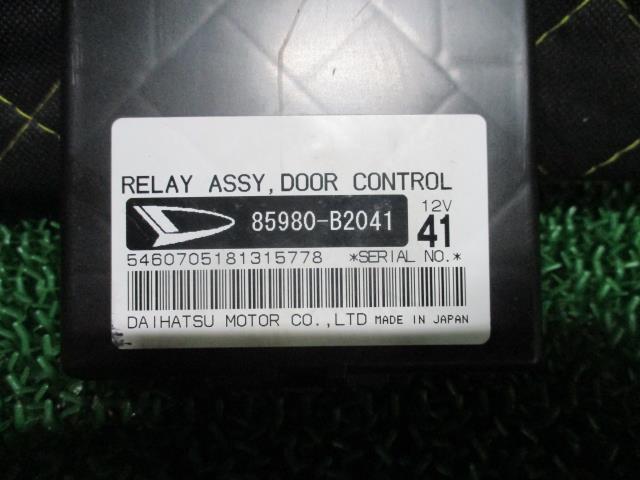 RELAY ASSY, DOOR CONTROL
85980-B2041
12V
41
5460705181315778 *SERIAL NO.*
DAIHATSU MOTOR CO.,LTD MADE IN JAPAN